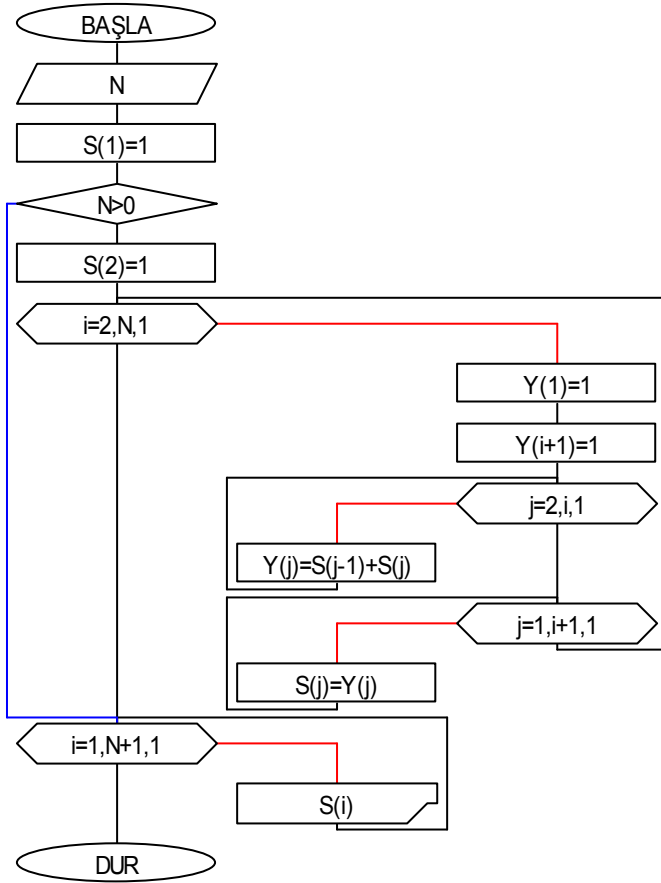 BAŞLA
N
S(1)=1
N>0
S(2)=1
i=2,N,1
Y(1)=1
Y(i+1)=1
j=2,i,1
Y(j)=S(j-1)+S(j)
j=1,i+1,1
S(j)=Y(j)
i=1,N+1,1
S(i)
DUR